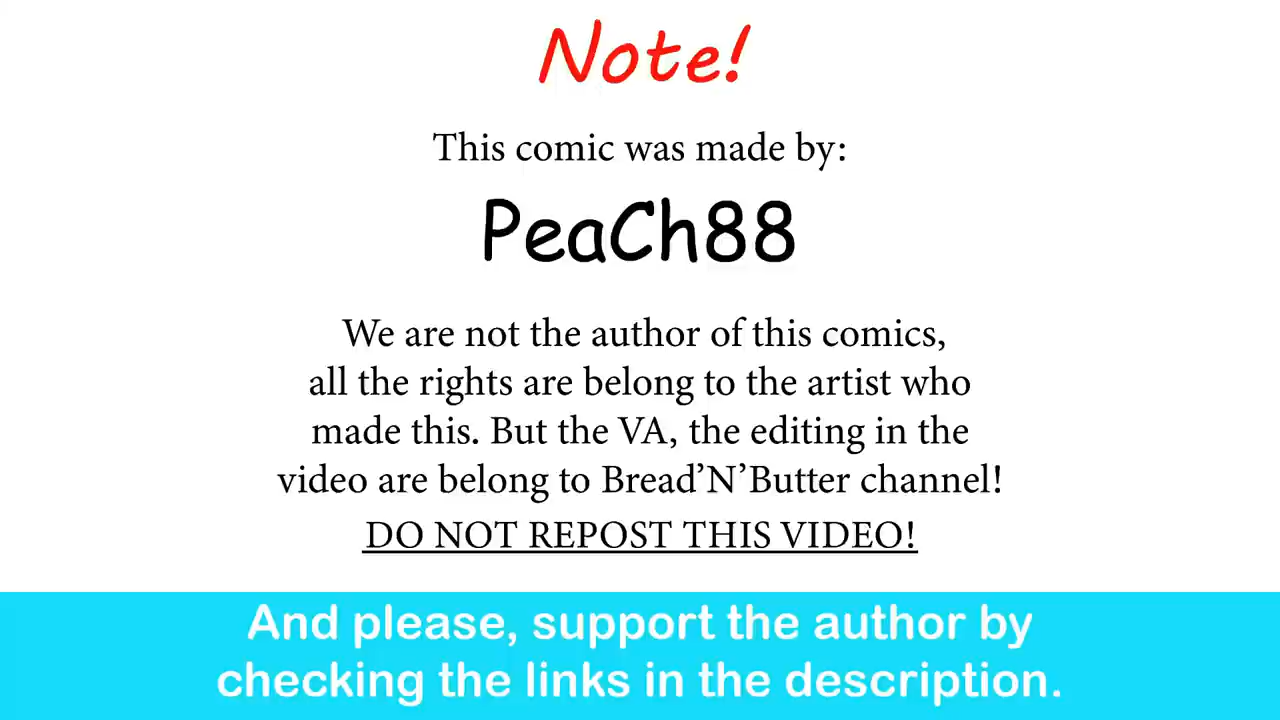 Note!
This comic was made by:
PeaCh88
We are not the author of this comics,
all the rights are belong to the artist who
made this. But the VA, the editing in the
video are belong to Bread’N’Butter channel!
DO NOT REPOST THIS VIDEO!
And please, support the author by
checking the links in the description.